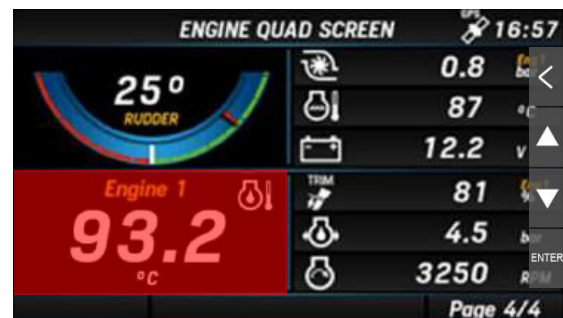 ENGINE QUAD SCREEN
GPS
16:57
25°
RUDDER
0.8 bar
87 °C
12.2 V
Engine 1
93.2
°C
TRIM
81
4.5 bar
3250 RPM
ENTER
Page 4/4